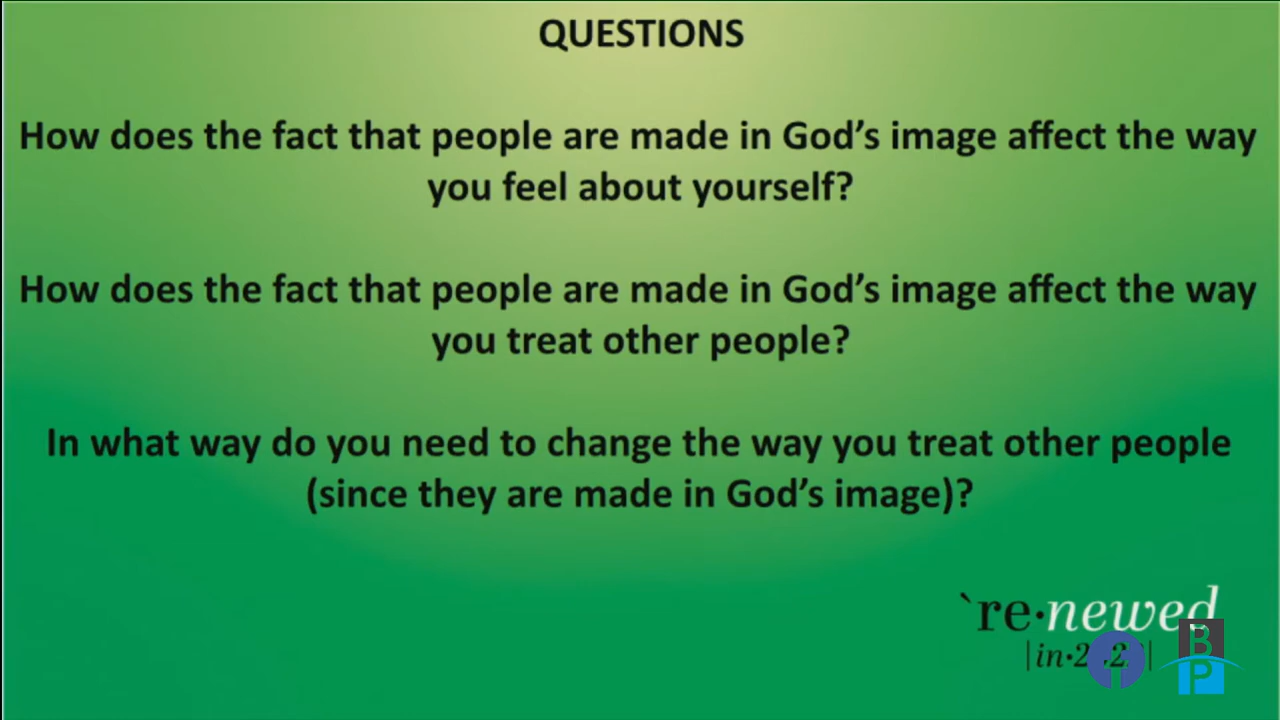 QUESTIONS
How does the fact that people are made in God's image affect the way
you feel about yourself?
How does the fact that people are made in God's image affect the way
you treat other people?
In what way do you need to change the way you treat other people
(since they are made in God's image)?
`re·newed
|in·2
B
P